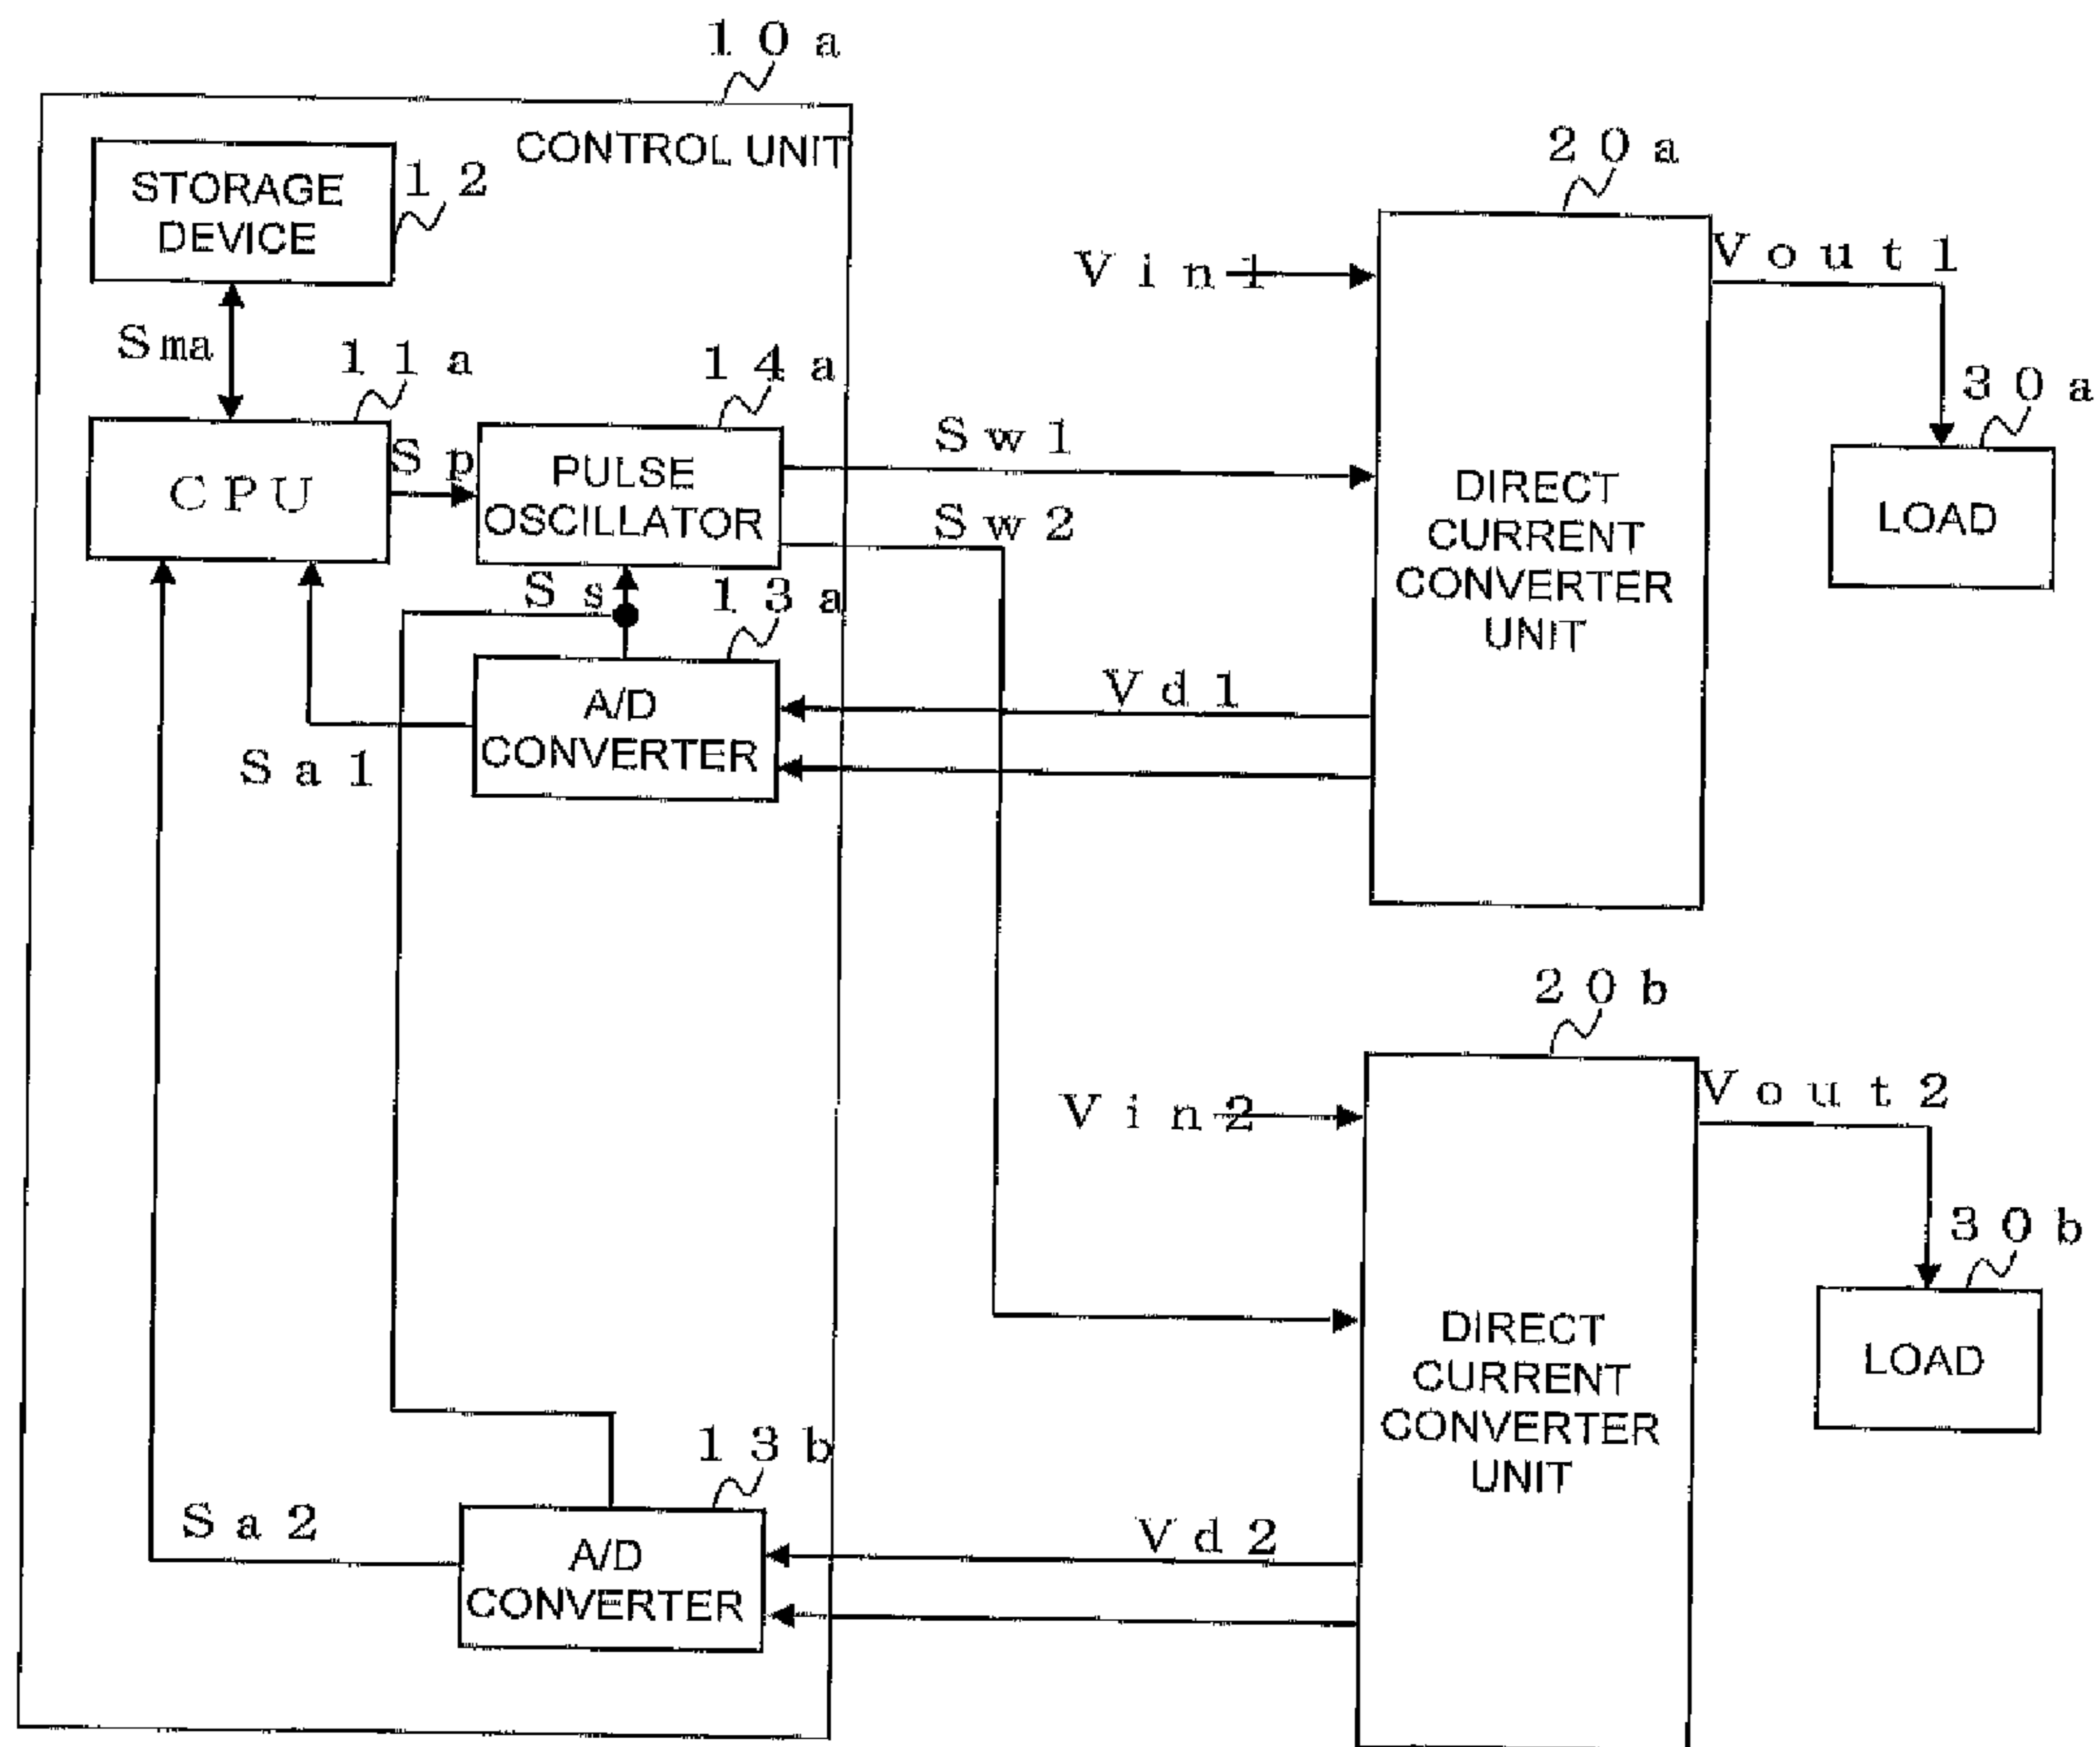 10a
CONTROL UNIT
STORAGE
DEVICE
12
Sma
11a
CPU
Sp
14a
PULSE
OSCILLATOR
Ss
13a
A/D
CONVERTER
Sa1
Sw1
Sw2
Vd1
Vin1
20a
DIRECT
CURRENT
CONVERTER
UNIT
Vout1
30a
LOAD
20b
Vin2
DIRECT
CURRENT
CONVERTER
UNIT
Vout2
30b
LOAD
13b
A/D
CONVERTER
Sa2
Vd2